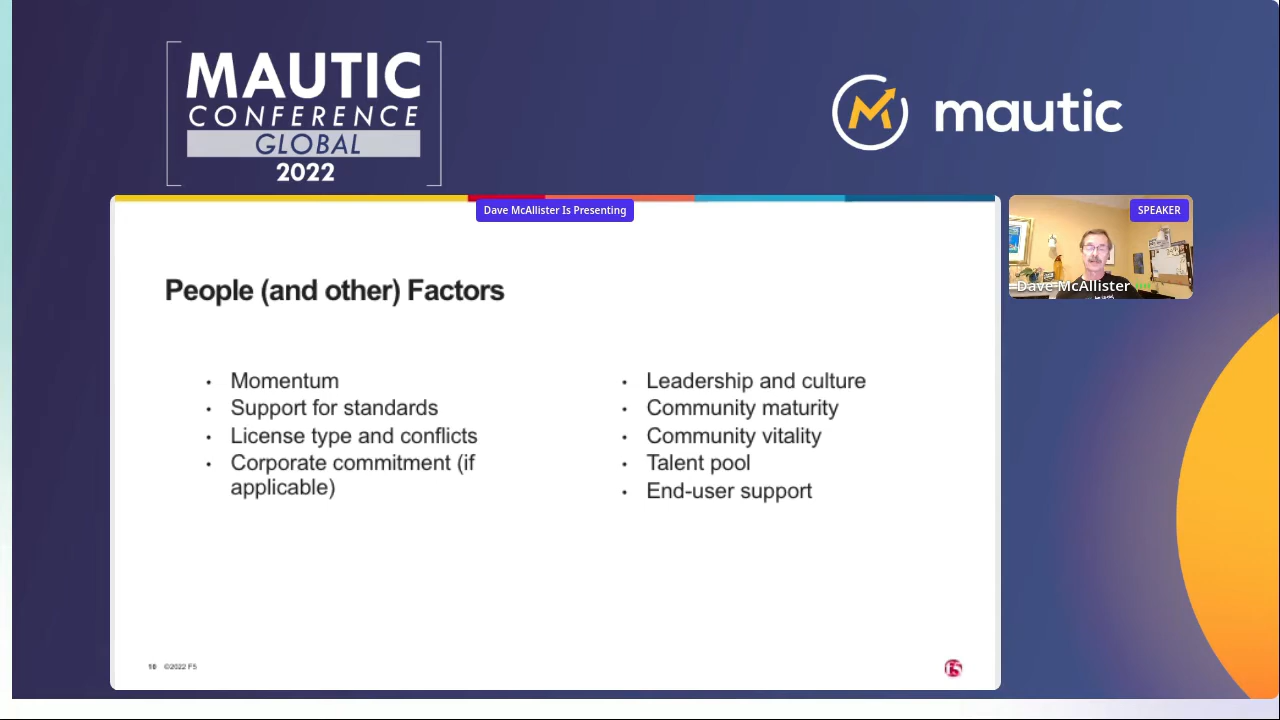 MAUTIC
CONFERENCE
GLOBAL
2022
mautic
Dave McAllister Is Presenting
SPEAKER
Dave McAllister
People (and other) Factors
• Momentum
• Support for standards
• License type and conflicts
• Corporate commitment (if
applicable)
• Leadership and culture
• Community maturity
• Community vitality
• Talent pool
• End-user support
10 ©2022 F5
f5